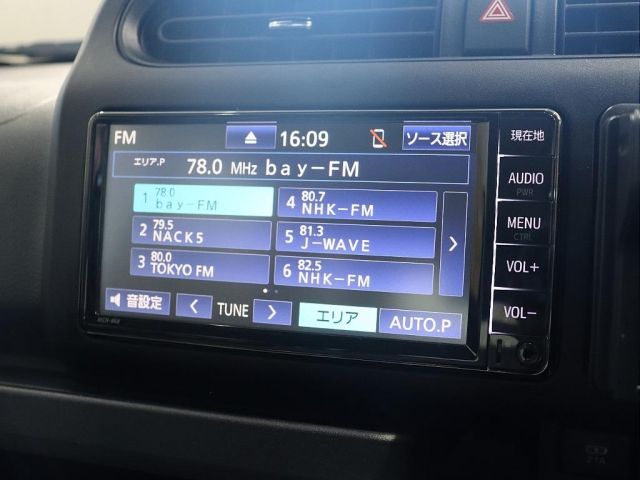 FM 16:09 ソース選択 現在地
エリア.P 78.0 MHz bay-FM
AUDIO
PWR
1 78.0 bay-FM
4 80.7 NHK-FM
MENU
CTRL
2 79.5 NACK5
5 81.3 J-WAVE
3 80.0 TOKYO FM
6 82.5 NHK-FM
VOL+
音設定 < TUNE > エリア AUTO.P
VOL-